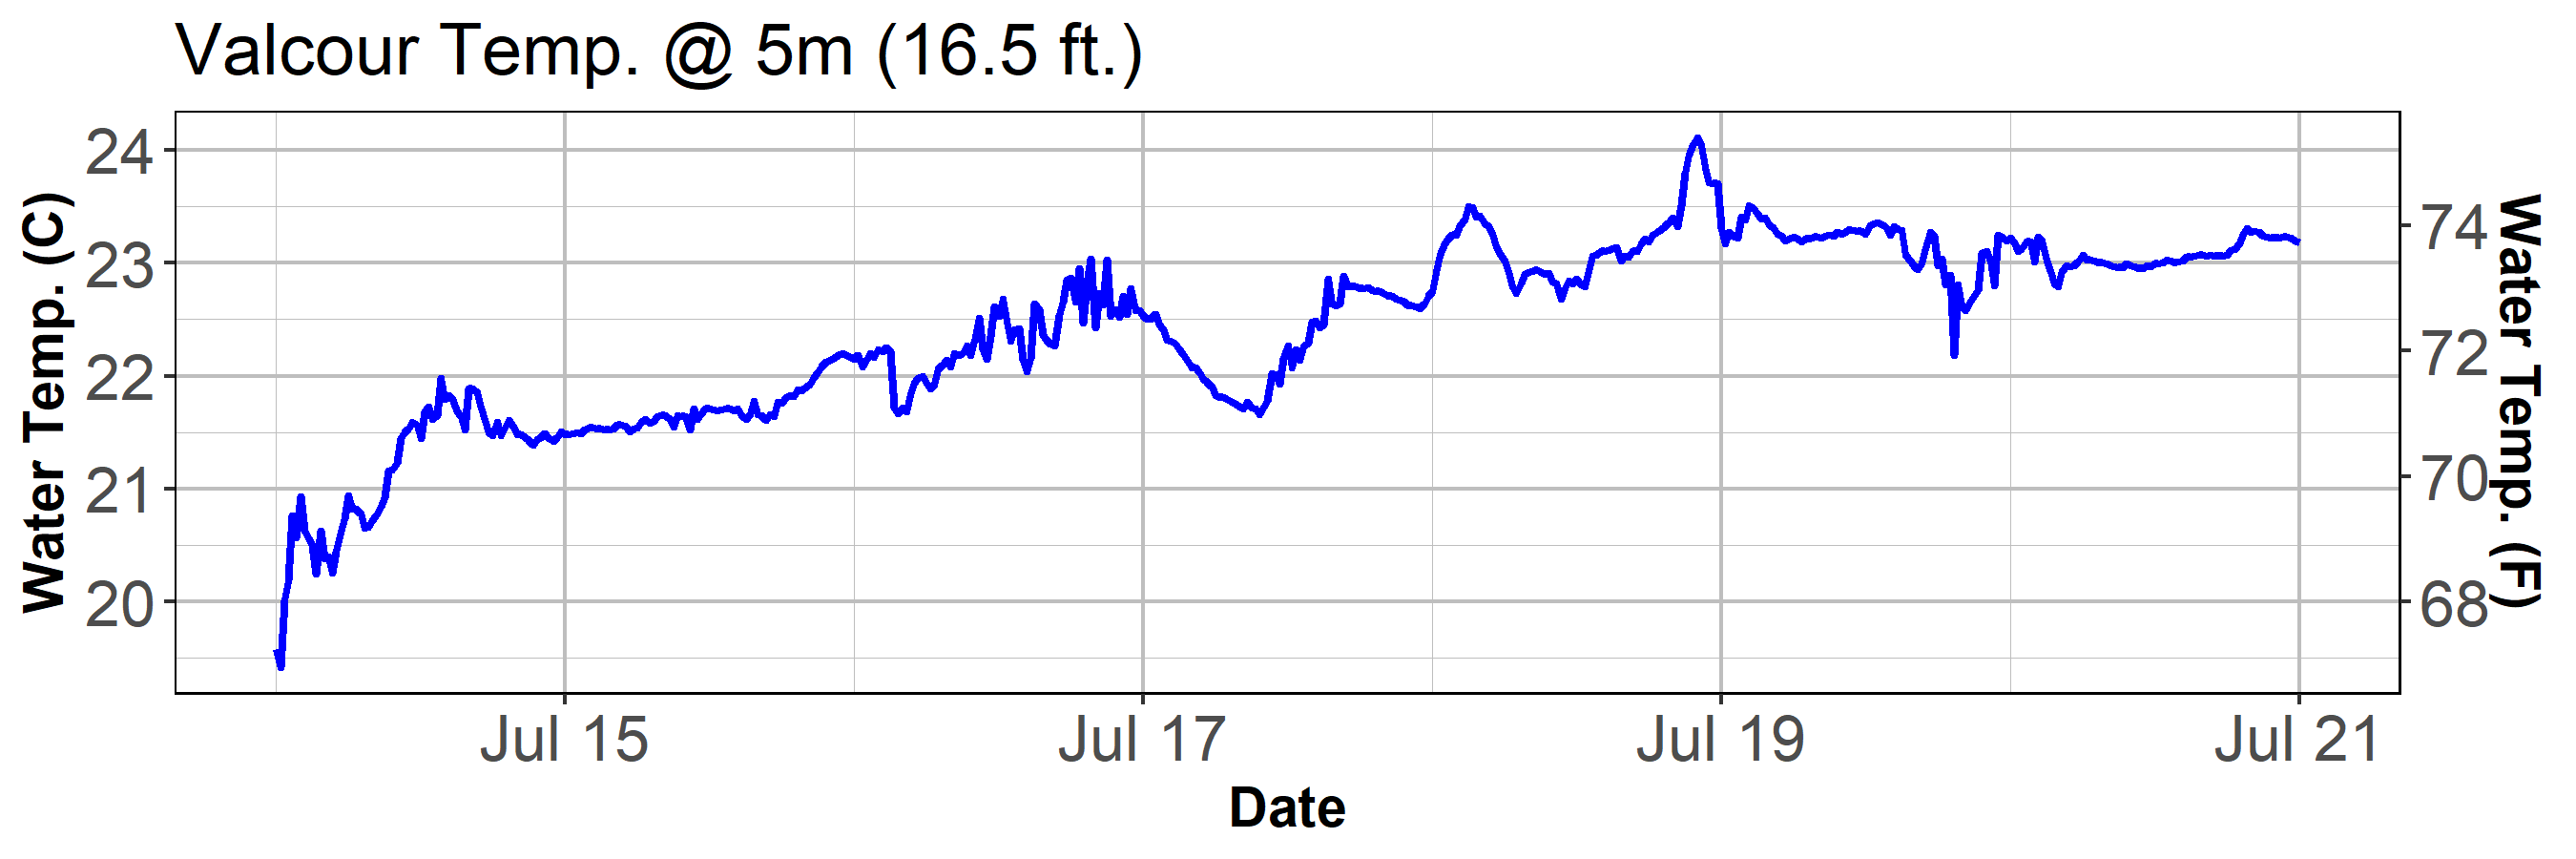 Valcour Temp. @ 5m (16.5 ft.)
Water Temp. (C)
24
23
22
21
20
74
72
70
68
Water Temp. (F)
Jul 15
Jul 17
Jul 19
Jul 21
Date